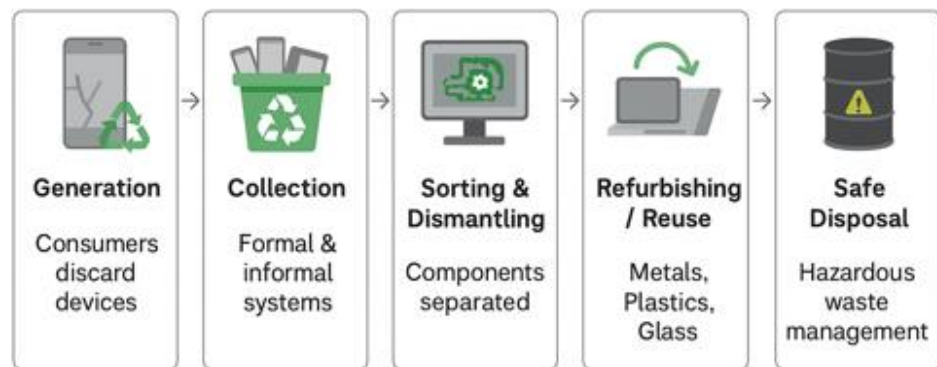 Generation
Consumers
discard
devices
Collection
Formal &
informal
systems
Sorting &
Dismantling
Components
separated
Refurbishing
/ Reuse
Metals,
Plastics,
Glass
Safe
Disposal
Hazardous
waste
management